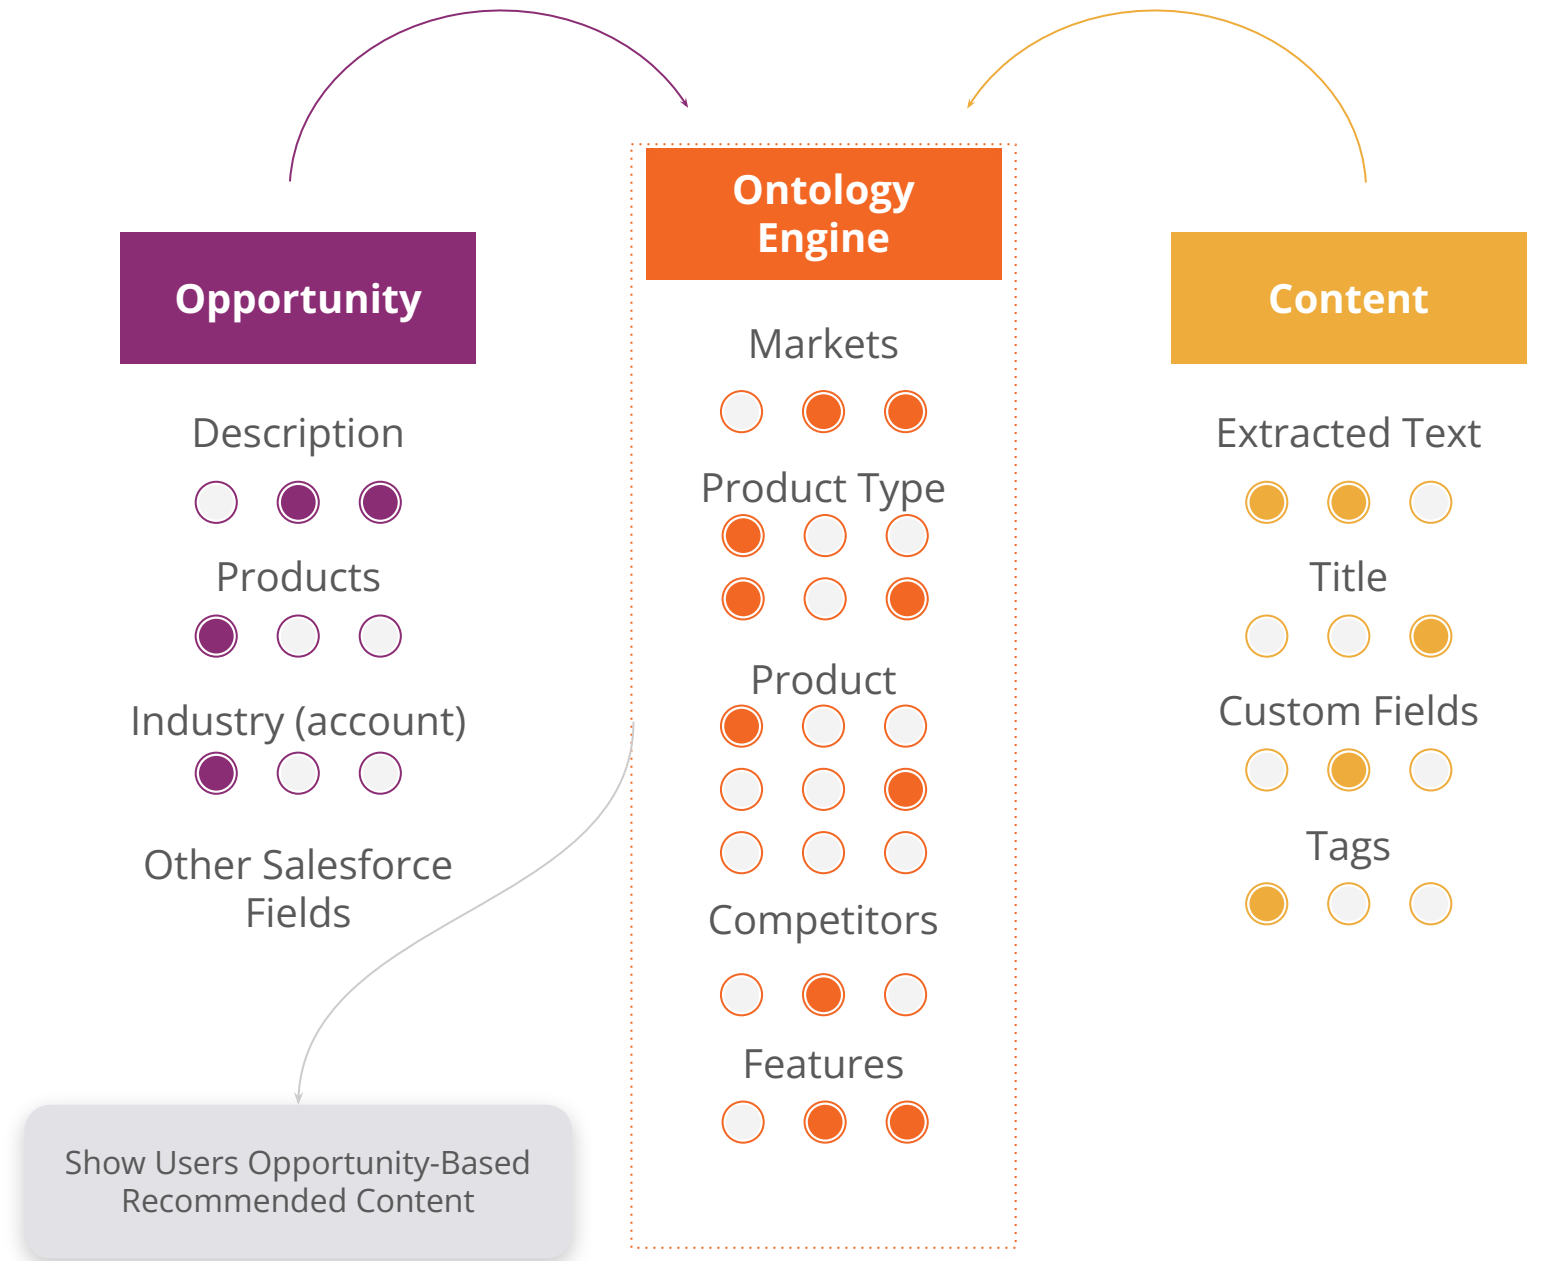 Opportunity
Description
Products
Industry (account)
Other Salesforce
Fields
Ontology
Engine
Markets
Product Type
Product
Competitors
Features
Content
Extracted Text
Title
Custom Fields
Tags
Show Users Opportunity-Based
Recommended Content